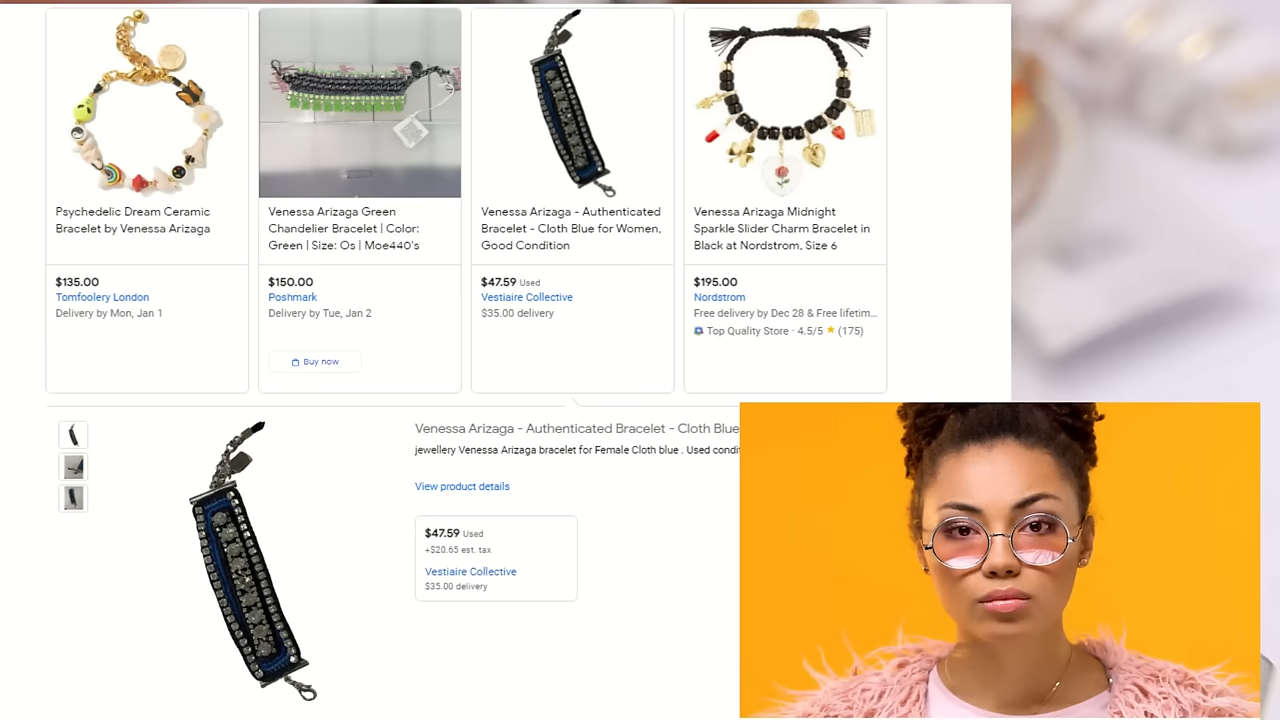 Psychedelic Dream Ceramic
Bracelet by Venessa Arizaga
$135.00
Tomfoolery London
Delivery by Mon, Jan 1
Venessa Arizaga Green
Chandelier Bracelet | Color:
Green | Size: Os | Moe440's
$150.00
Poshmark
Delivery by Tue, Jan 2
Buy now
Venessa Arizaga - Authenticated
Bracelet - Cloth Blue for Women,
Good Condition
$47.59 Used
Vestiaire Collective
$35.00 delivery
Venessa Arizaga Midnight
Sparkle Slider Charm Bracelet in
Black at Nordstrom, Size 6
$195.00
Nordstrom
Free delivery by Dec 28 & Free lifetim...
Top Quality Store · 4.5/5 ★ (175)
Venessa Arizaga - Authenticated Bracelet - Cloth Blue
jewellery Venessa Arizaga bracelet for Female Cloth blue . Used condit
View product details
$47.59 Used
+$20.65 est. tax
Vestiaire Collective
$35.00 delivery